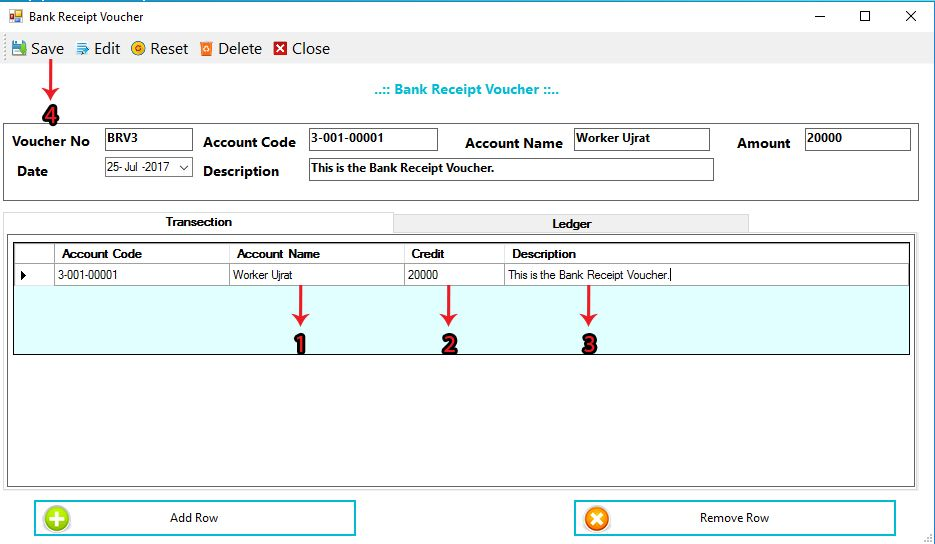 Bank Receipt Voucher
Save Edit Reset Delete Close
..:: Bank Receipt Voucher ::..
4
Voucher No BRV3 Account Code 3-001-00001 Account Name Worker Ujrat Amount 20000
Date 25- Jul -2017 Description This is the Bank Receipt Voucher.
Transection Ledger
Account Code Account Name Credit Description
3-001-00001 Worker Ujrat 20000 This is the Bank Receipt Voucher.
1 2 3
Add Row Remove Row